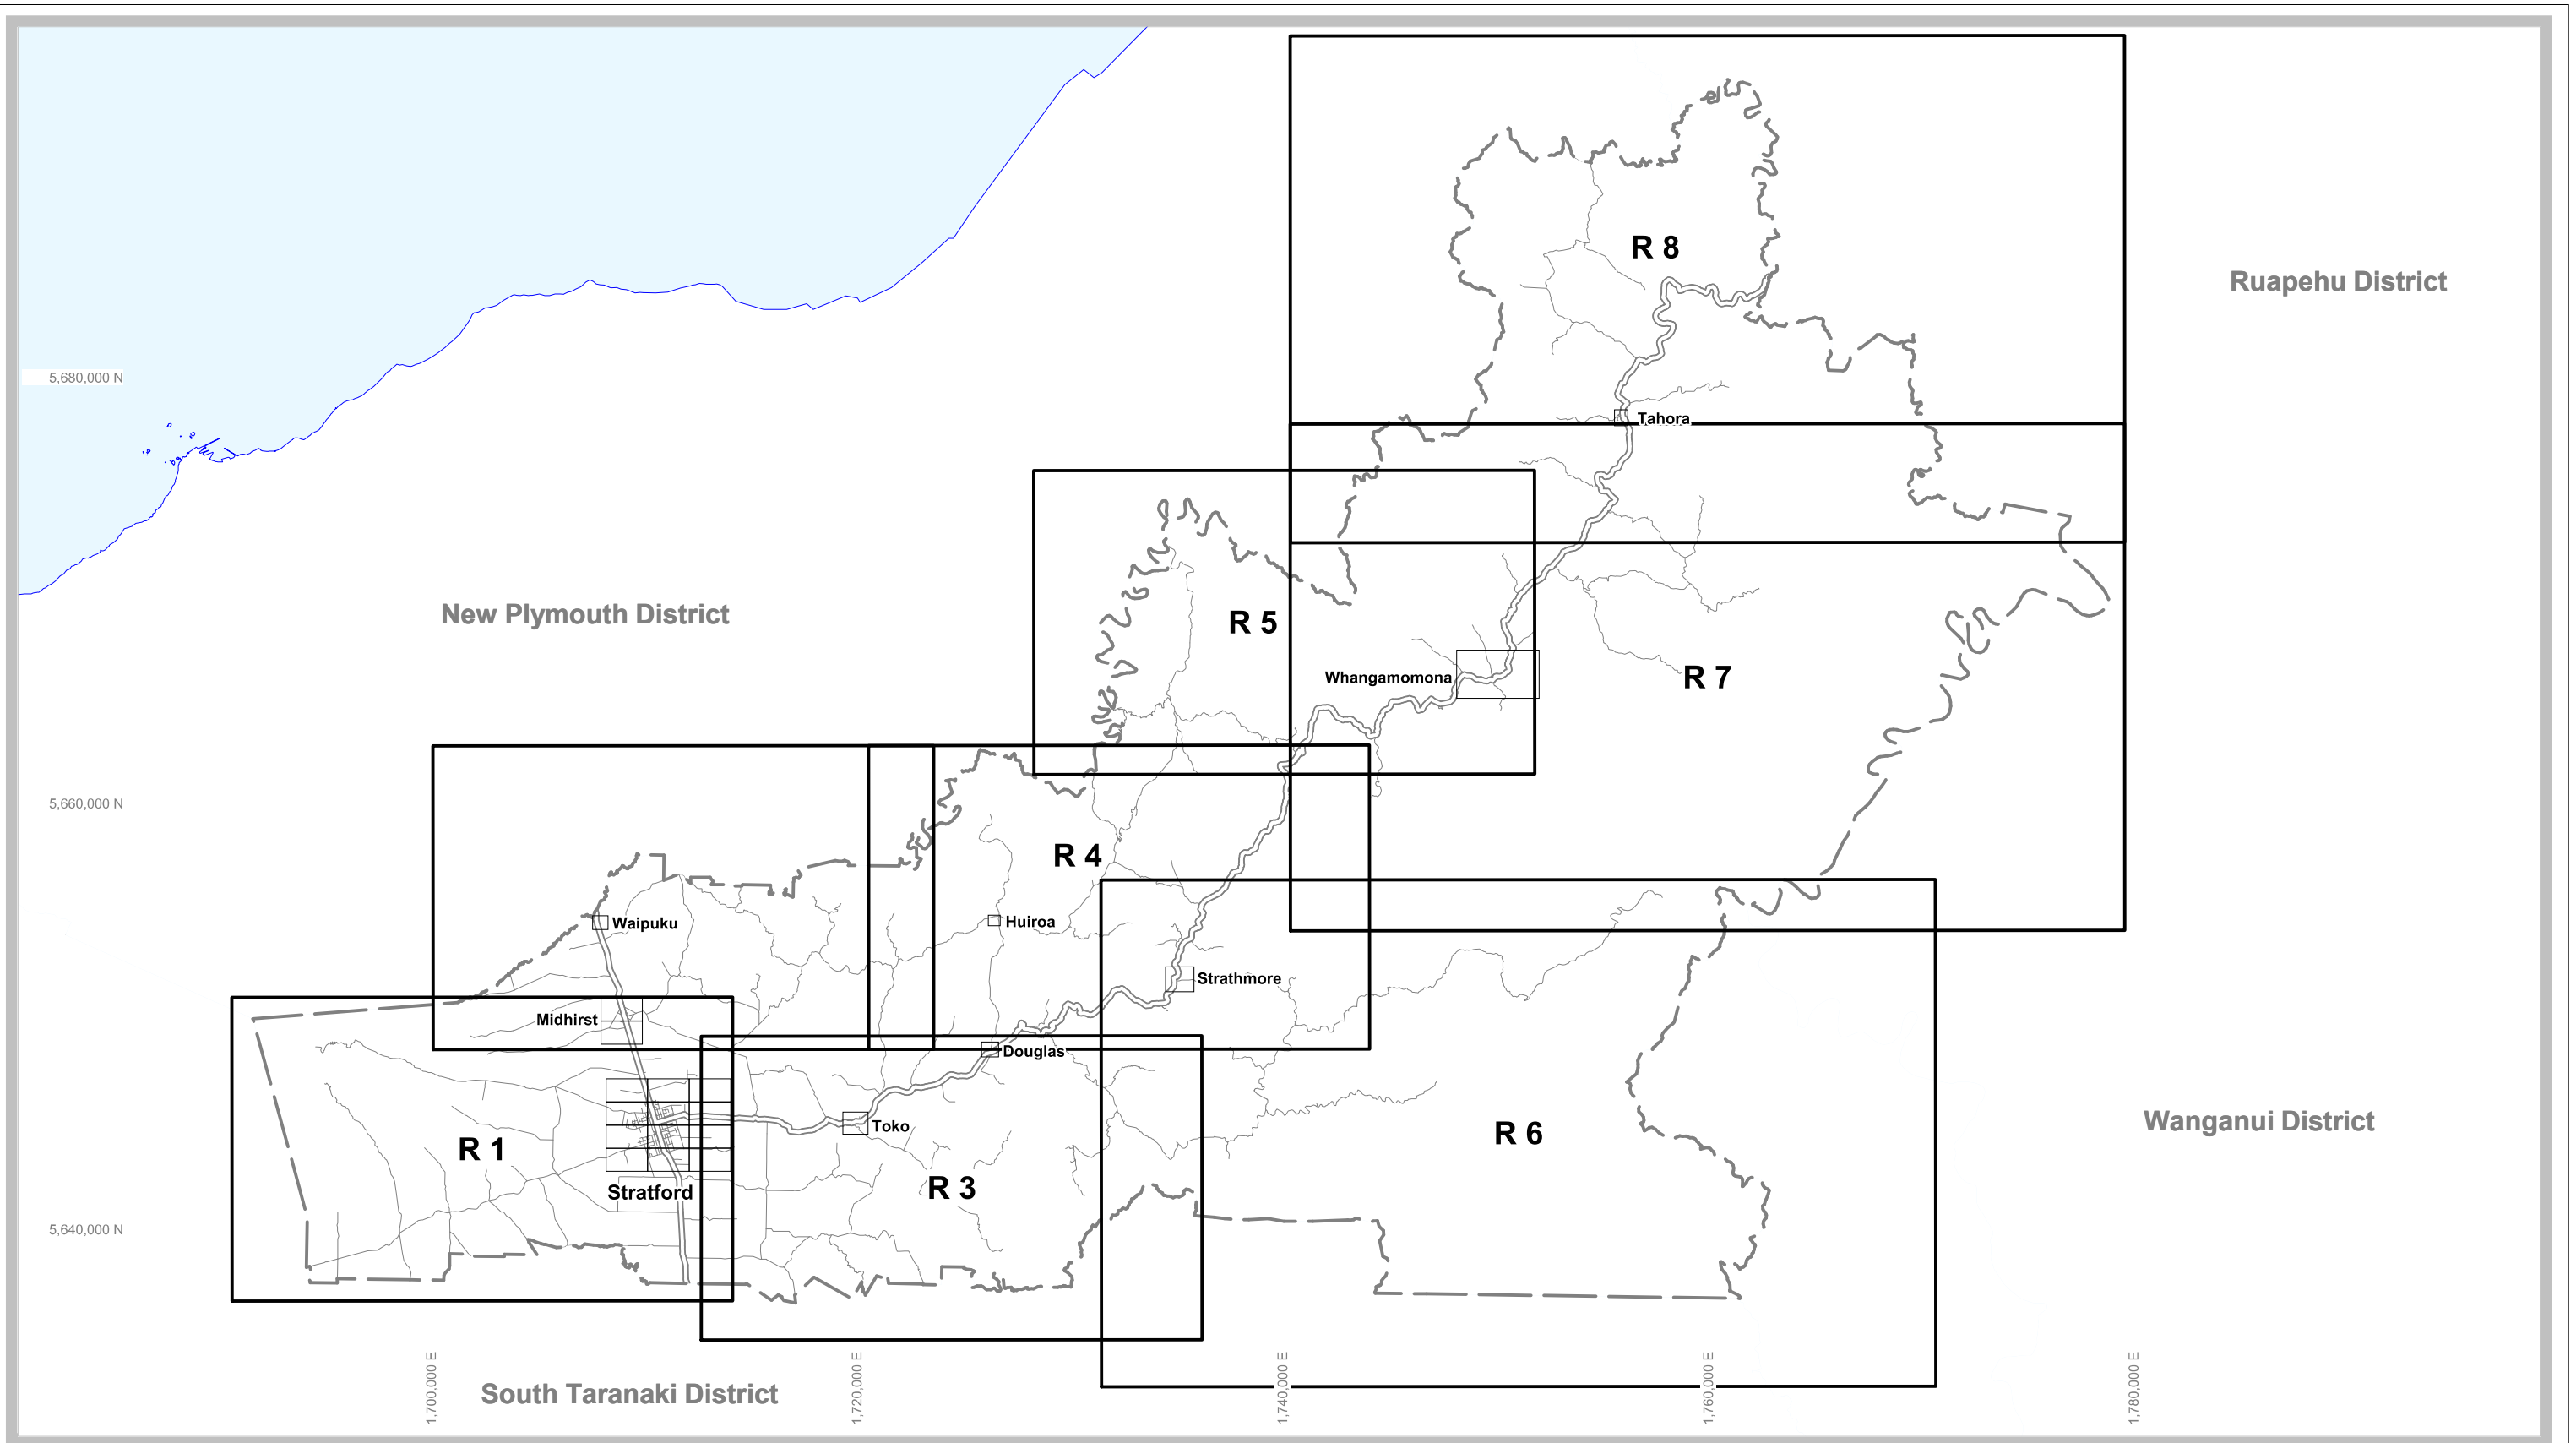 R 8
Ruapehu District
5,680,000 N
Tahora
New Plymouth District
R 5
Whangamomona
R 7
5,660,000 N
R 4
Waipuku
Huiroa
Strathmore
Midhirst
Douglas
Toko
Wanganui District
R 1
R 6
R 3
Stratford
5,640,000 N
1,700,000 E
1,720,000 E
1,740,000 E
1,760,000 E
1,780,000 E
South Taranaki District